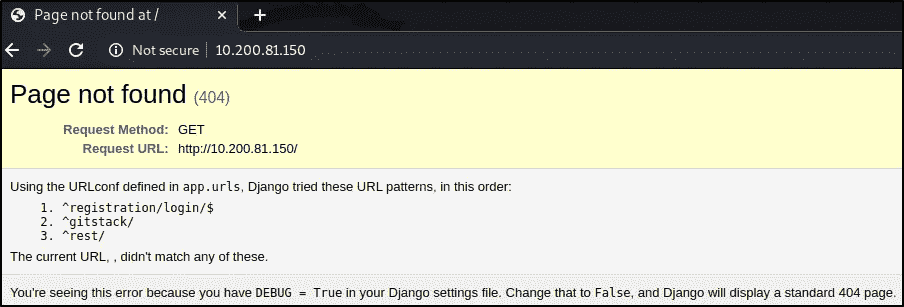 Page not found at /
Not secure 10.200.81.150
Page not found (404)
Request Method: GET
Request URL: http://10.200.81.150/
Using the URLconf defined in app.urls, Django tried these URL patterns, in this order:
1. ^registration/login/$
2. ^gitstack/
3. ^rest/
The current URL, , didn't match any of these.
You're seeing this error because you have DEBUG = True in your Django settings file. Change that to False, and Django will display a standard 404 page.